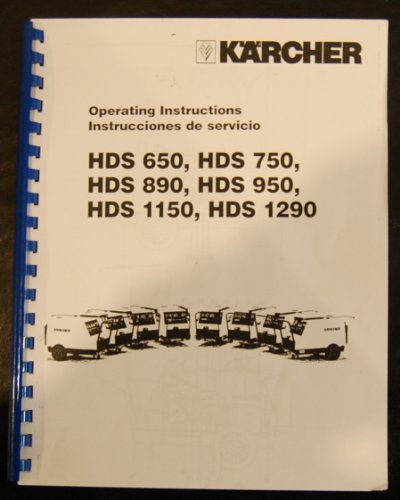 KÄRCHER
Operating Instructions
Instrucciones de servicio
HDS 650, HDS 750,
HDS 890, HDS 950,
HDS 1150, HDS 1290